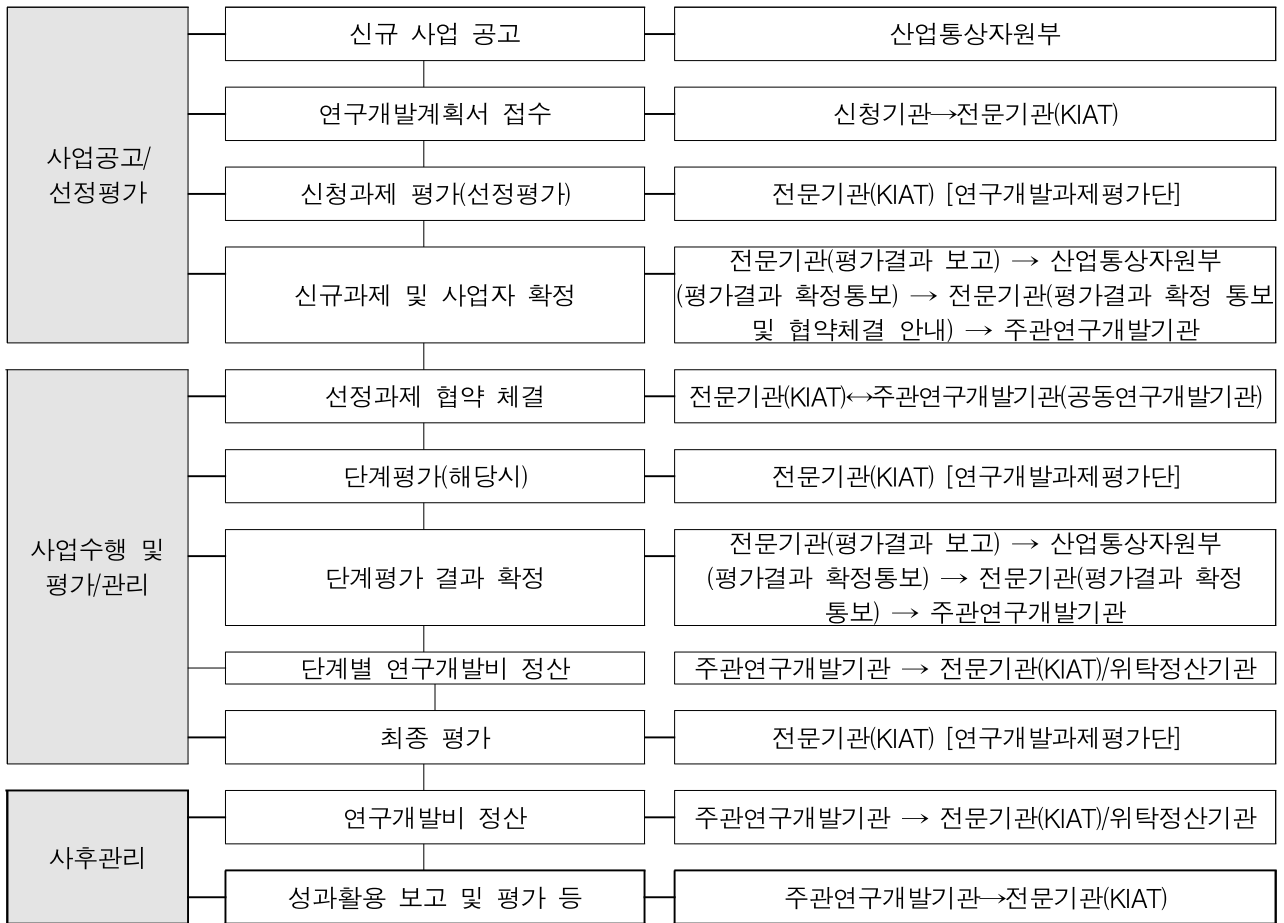 사업공고/
선정평가
신규 사업 공고
산업통상자원부
연구개발계획서 접수
신청기관→전문기관(KIAT)
신청과제 평가(선정평가)
전문기관(KIAT) [연구개발과제평가단]
신규과제 및 사업자 확정
전문기관(평가결과 보고) → 산업통상자원부
(평가결과 확정통보) → 전문기관(평가결과 확정 통보
및 협약체결 안내) → 주관연구개발기관
사업수행 및
평가/관리
선정과제 협약 체결
전문기관(KIAT)↔주관연구개발기관(공동연구개발기관)
단계평가(해당시)
전문기관(KIAT) [연구개발과제평가단]
단계평가 결과 확정
전문기관(평가결과 보고) → 산업통상자원부
(평가결과 확정통보) → 전문기관(평가결과 확정
통보) → 주관연구개발기관
단계별 연구개발비 정산
주관연구개발기관 → 전문기관(KIAT)/위탁정산기관
최종 평가
전문기관(KIAT) [연구개발과제평가단]
사후관리
연구개발비 정산
주관연구개발기관 → 전문기관(KIAT)/위탁정산기관
성과활용 보고 및 평가 등
주관연구개발기관→전문기관(KIAT)